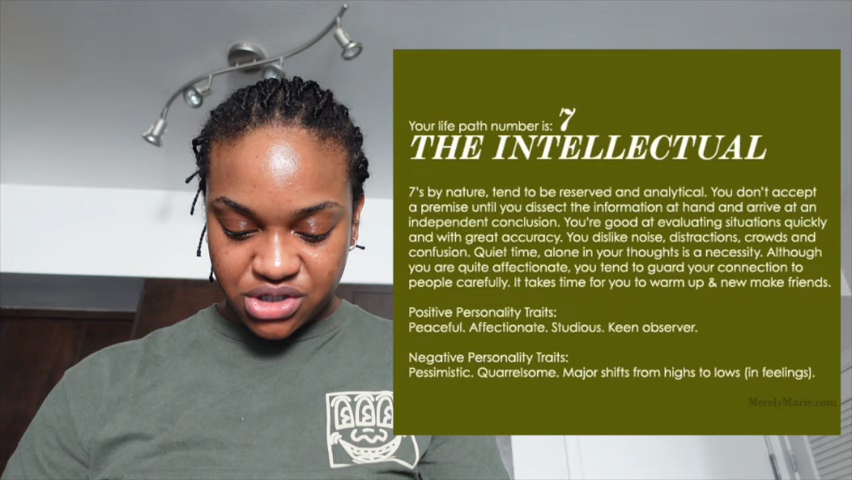 Your life path number is: 7
THE INTELLECTUAL
7's by nature, tend to be reserved and analytical. You don't accept
a premise until you dissect the information at hand and arrive at an
independent conclusion. You're good at evaluating situations quickly
and with great accuracy. You dislike noise, distractions, crowds and
confusion. Quiet time, alone in your thoughts is a necessity. Although
you are quite affectionate, you tend to guard your connection to
people carefully. It takes time for you to warm up & new make friends.
Positive Personality Traits:
Peaceful. Affectionate. Studious. Keen observer.
Negative Personality Traits:
Pessimistic. Quarrelsome. Major shifts from highs to lows (in feelings).
MerelyMarie.com